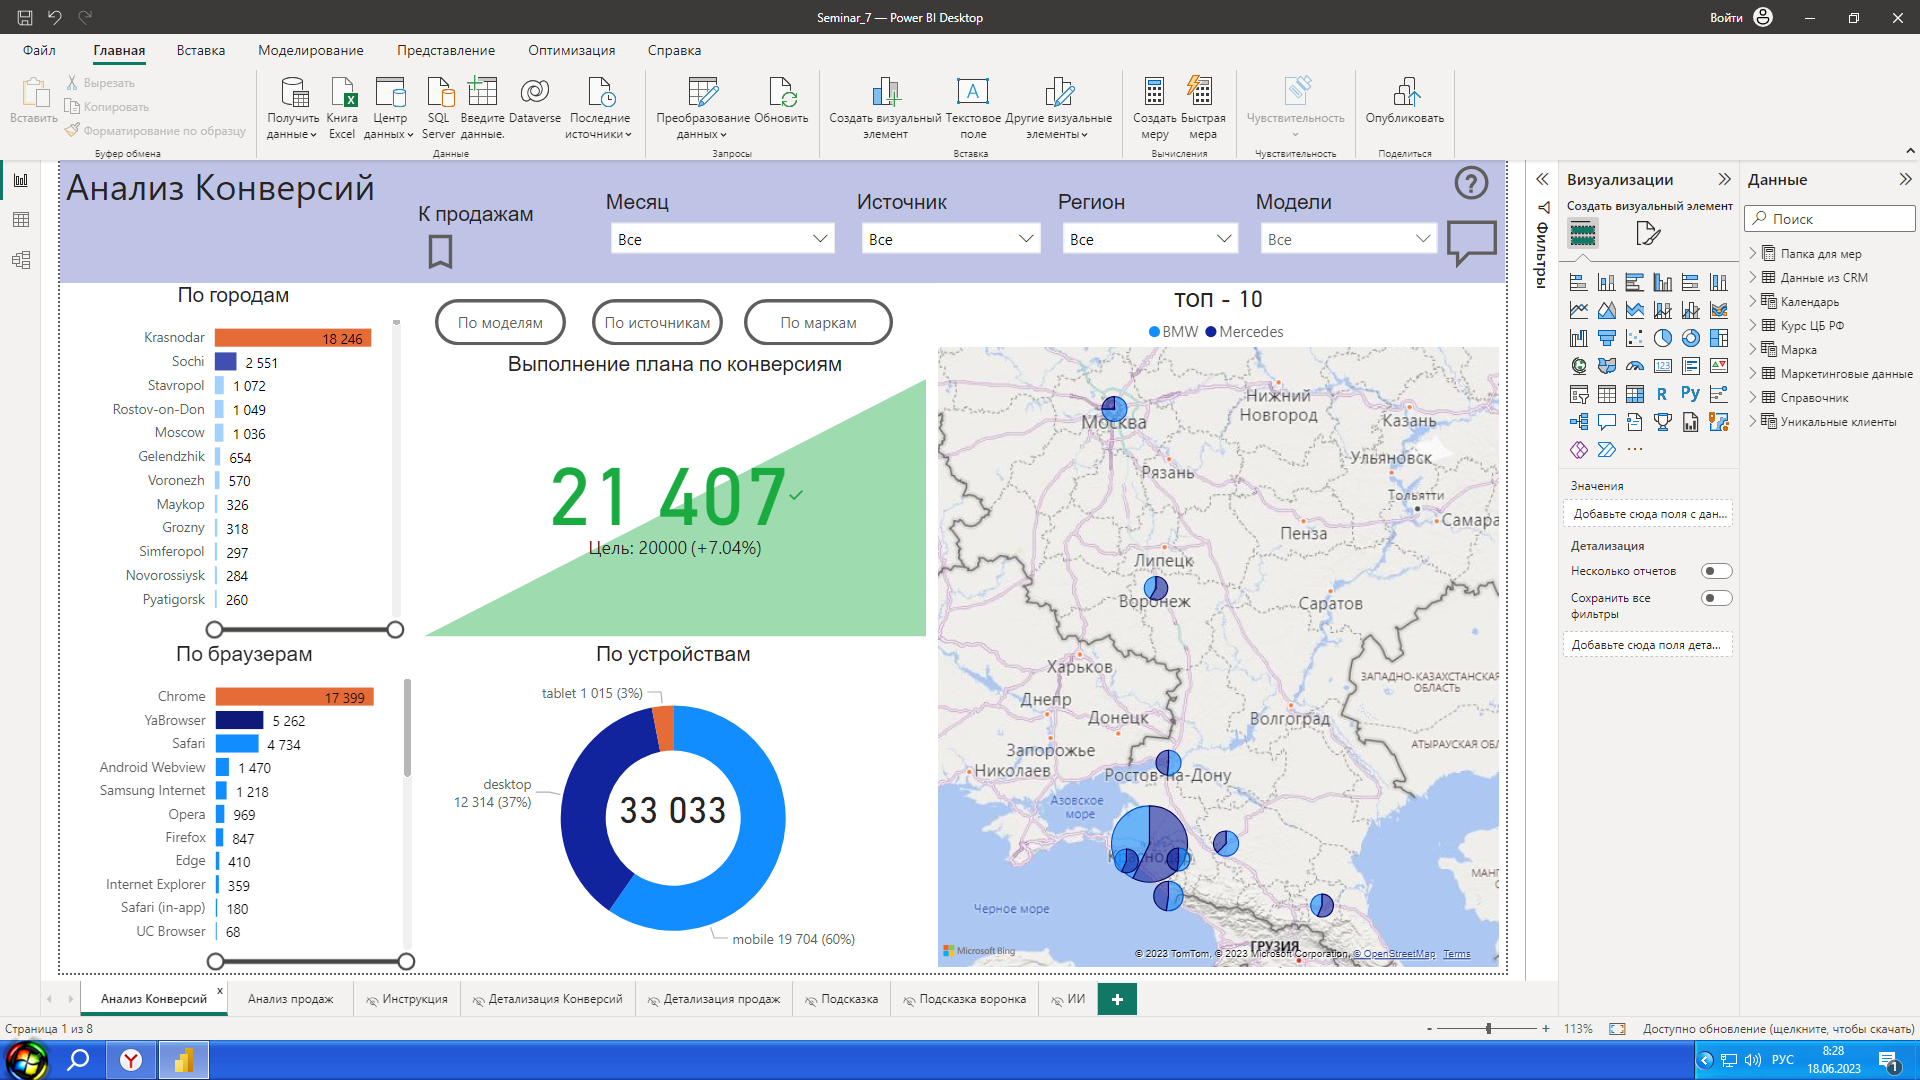 Seminar_7 — Power BI Desktop
Войти
Файл
Главная
Вставка
Моделирование
Представление
Оптимизация
Справка
Вставить
Вырезать
Копировать
Форматирование по образцу
Буфер обмена
Получить данные
Книга Excel
Центр данных
SQL Server
Введите данные.
Dataverse
Последние источники
Данные
Преобразование данных
Обновить
Запросы
Создать визуальный элемент
Текстовое поле
Другие визуальные элементы
Вставка
Создать меру
Быстрая мера
Вычисления
Чувствительность
Чувствительность
Опубликовать
Поделиться
Анализ Конверсий
К продажам
Месяц
Все
Источник
Все
Регион
Все
Модели
Все
По городам
Krasnodar 18 246
Sochi 2 551
Stavropol 1 072
Rostov-on-Don 1 049
Moscow 1 036
Gelendzhik 654
Voronezh 570
Maykop 326
Grozny 318
Simferopol 297
Novorossiysk 284
Pyatigorsk 260
По браузерам
Chrome 17 399
YaBrowser 5 262
Safari 4 734
Android Webview 1 470
Samsung Internet 1 218
Opera 969
Firefox 847
Edge 410
Internet Explorer 359
Safari (in-app) 180
UC Browser 68
По моделям
По источникам
По маркам
Выполнение плана по конверсиям
21 407
Цель: 20000 (+7.04%)
По устройствам
tablet 1 015 (3%)
desktop
12 314 (37%)
33 033
mobile 19 704 (60%)
топ - 10
BMW
Mercedes
Нижний Новгород
Москва
Казань
Ульяновск
Рязань
Тольятти
Самара
Пенза
Липецк
Воронеж
Саратов
Харьков
ЗАПАДНО-КАЗАХСТАНСКАЯ ОБЛАСТЬ
Днепр
Донецк
Волгоград
Запорожье
АТЫРАУСКАЯ ОБЛ
Николаев
Ростов-на-Дону
Азовское море
Краснодар
МАНГ
Черное море
ГРУЗИЯ
Microsoft Bing
© 2023 TomTom, © 2023 Microsoft Corporation, © OpenStreetMap Terms
Фильтры
Визуализации
Создать визуальный элемент
R
Py
Значения
Добавьте сюда поля с дан...
Детализация
Несколько отчетов
Сохранить все фильтры
Добавьте сюда поля дета...
Данные
Поиск
Папка для мер
Данные из CRM
Календарь
Курс ЦБ РФ
Марка
Маркетинговые данные
Справочник
Уникальные клиенты
Анализ Конверсий
Анализ продаж
Инструкция
Детализация Конверсий
Детализация продаж
Подсказка
Подсказка воронка
ИИ
Страница 1 из 8
113%
Доступно обновление (щелкните, чтобы скачать)
РУС
8:28
18.06.2023
1